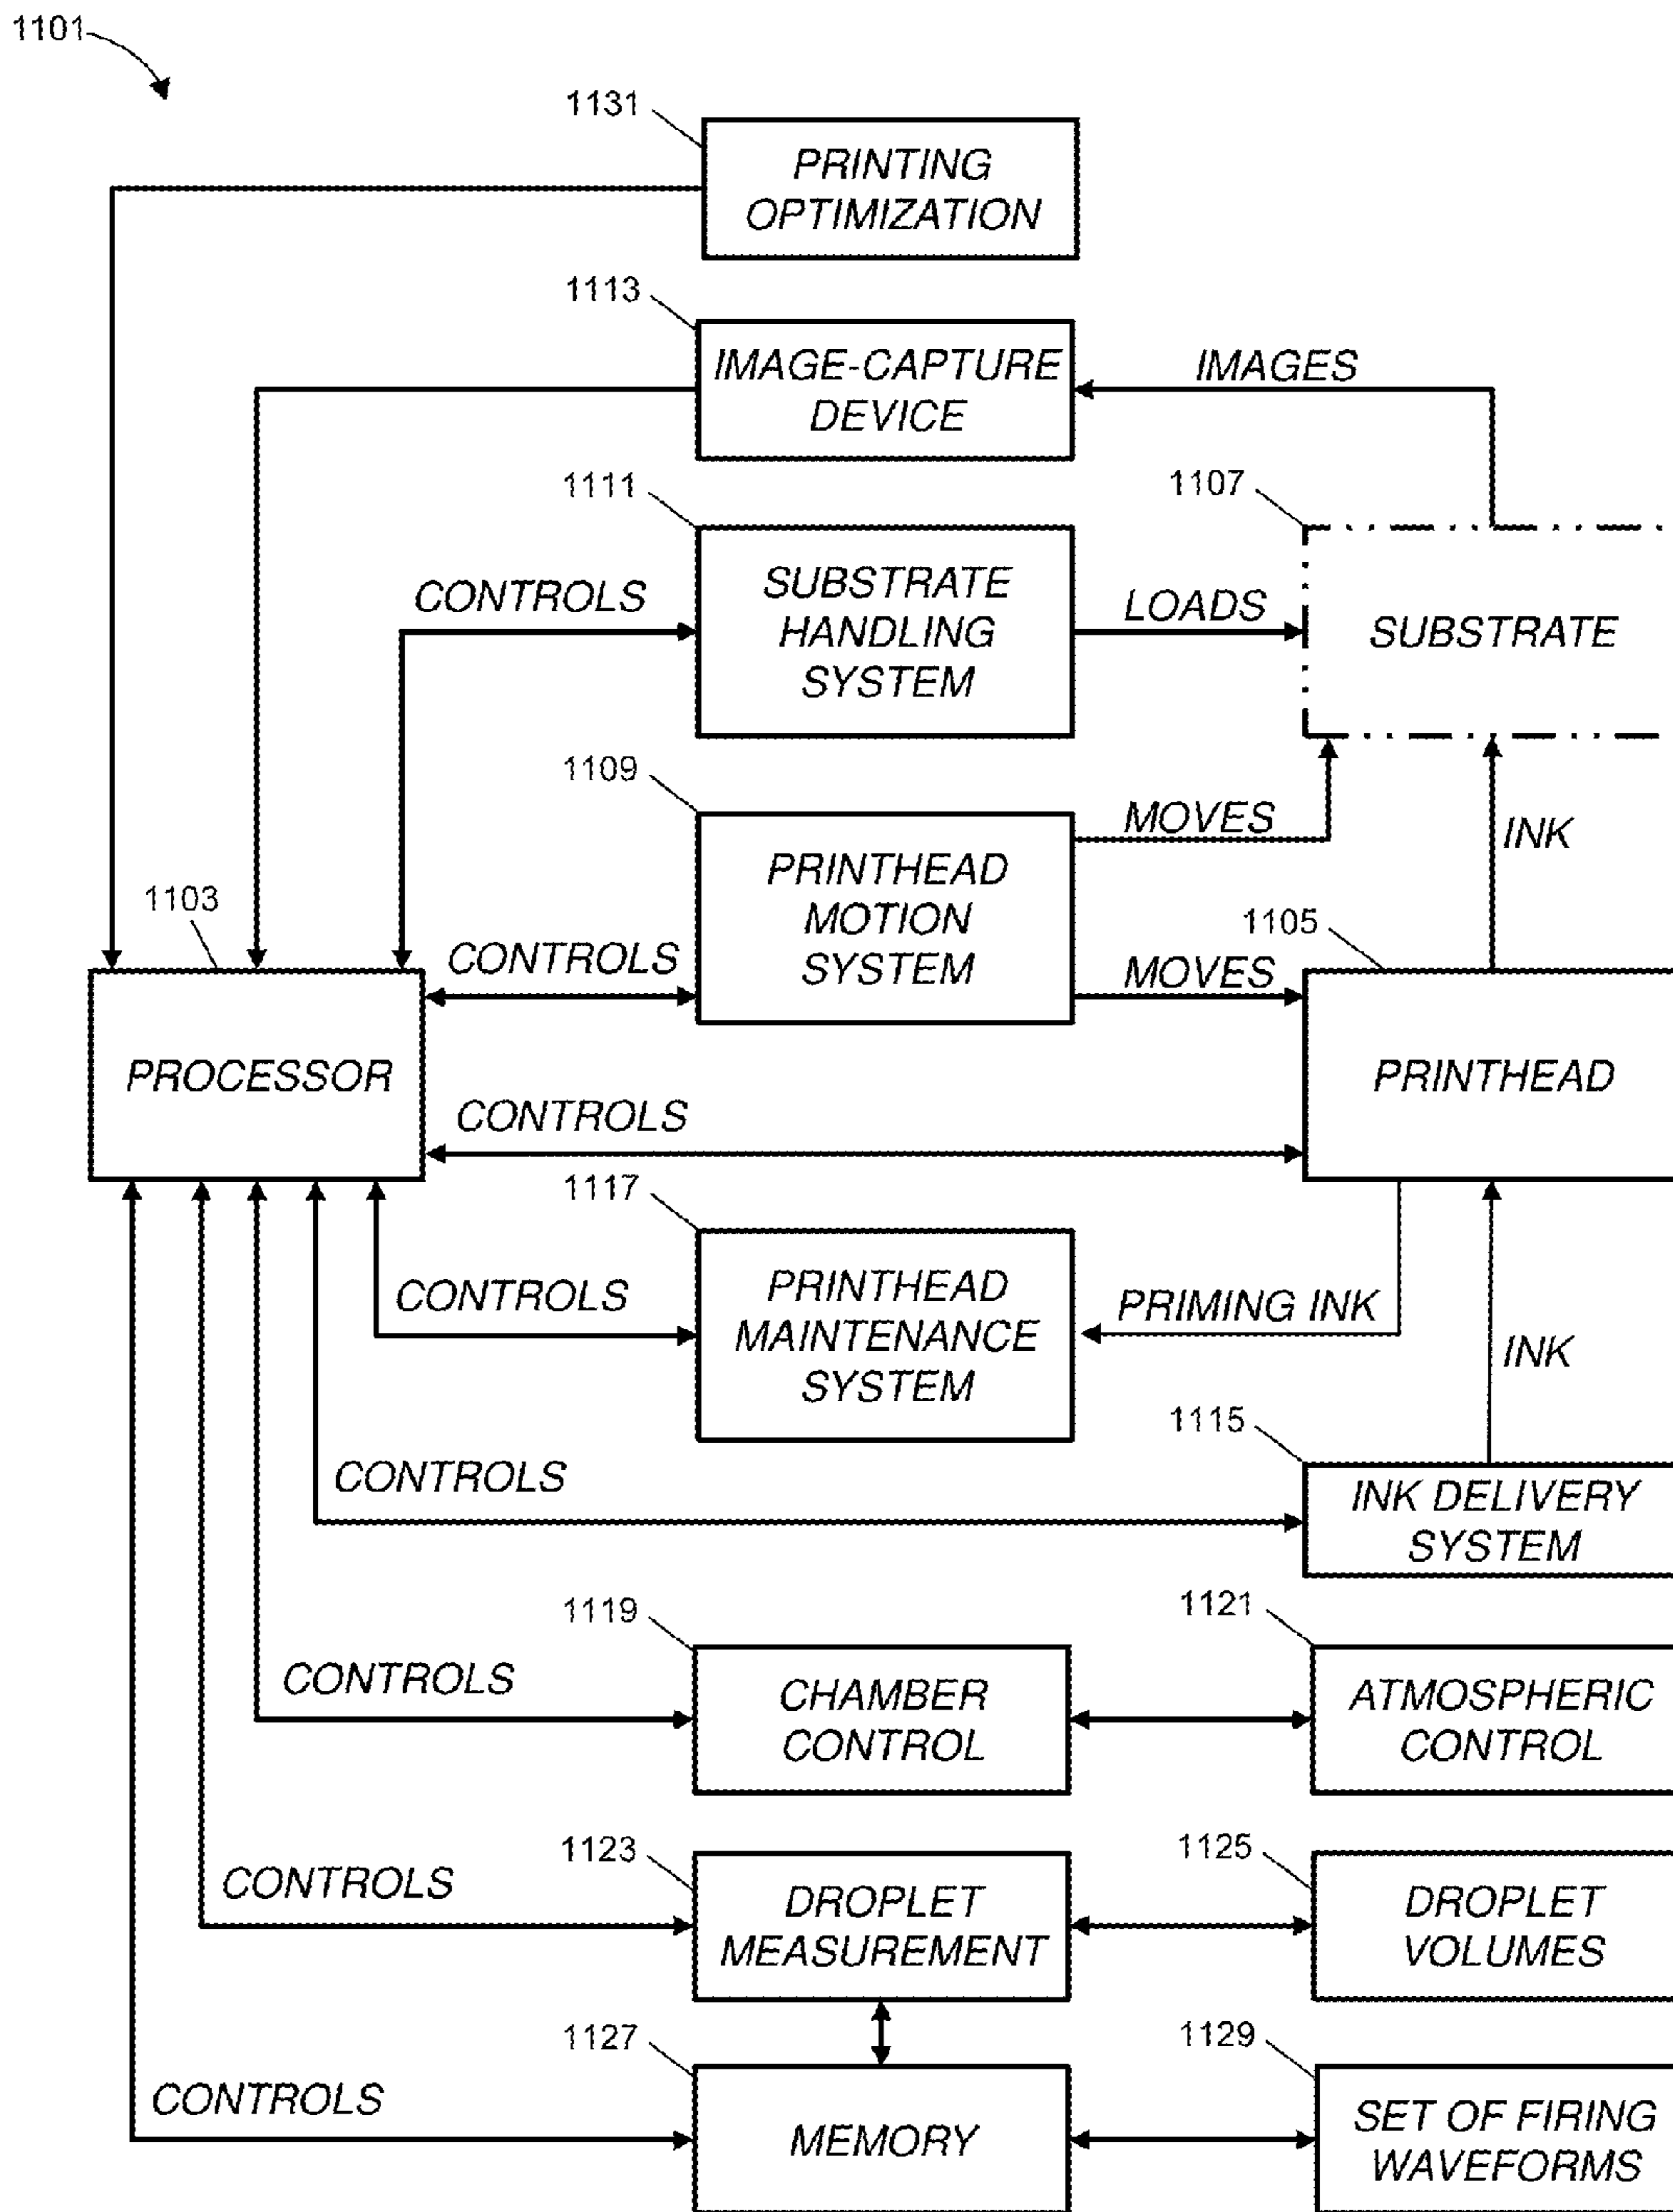 1101
1131
PRINTING
OPTIMIZATION
1113
IMAGE-CAPTURE
DEVICE
IMAGES
1111
1107
CONTROLS
SUBSTRATE
HANDLING
SYSTEM
LOADS
SUBSTRATE
1109
MOVES
INK
PRINTHEAD
MOTION
SYSTEM
1103
1105
CONTROLS
MOVES
PROCESSOR
PRINTHEAD
CONTROLS
1117
CONTROLS
PRINTHEAD
MAINTENANCE
SYSTEM
PRIMING INK
INK
1115
CONTROLS
INK DELIVERY
SYSTEM
1119
1121
CONTROLS
CHAMBER
CONTROL
ATMOSPHERIC
CONTROL
1123
1125
CONTROLS
DROPLET
MEASUREMENT
DROPLET
VOLUMES
1127
1129
CONTROLS
MEMORY
SET OF FIRING
WAVEFORMS